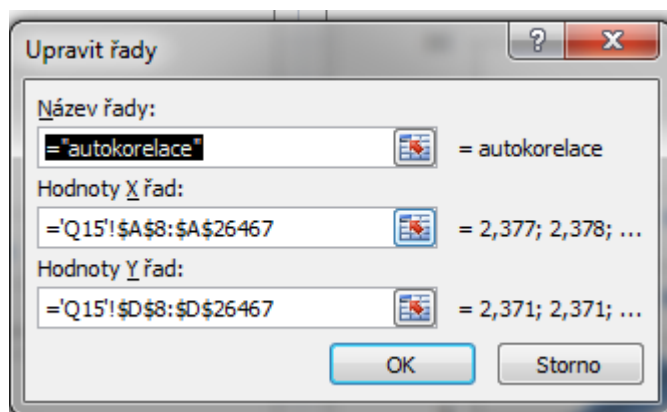 Upravit řady
Název řady:
="autokorelace" = autokorelace
Hodnoty X řad:
='Q15'!$A$8:$A$26467 = 2,377; 2,378; ...
Hodnoty Y řad:
='Q15'!$D$8:$D$26467 = 2,371; 2,371; ...
OK Storno